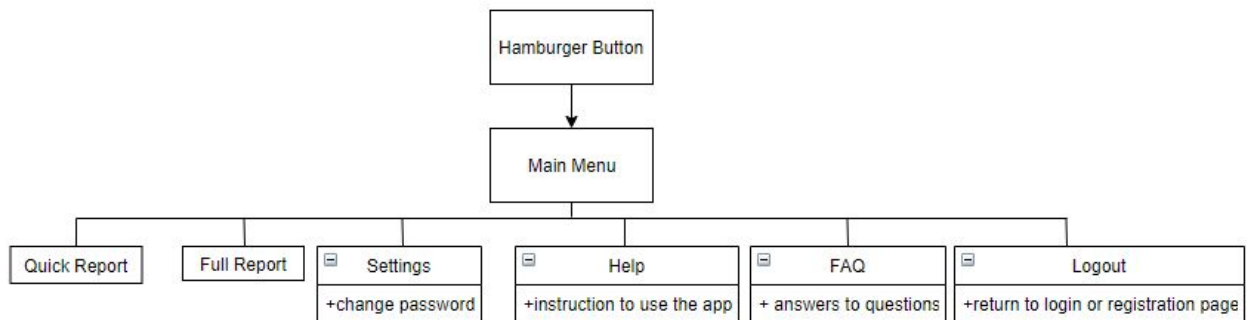 Hamburger Button
Main Menu
Quick Report
Full Report
Settings
+change password
Help
+instruction to use the app
FAQ
+ answers to questions
Logout
+return to login or registration page